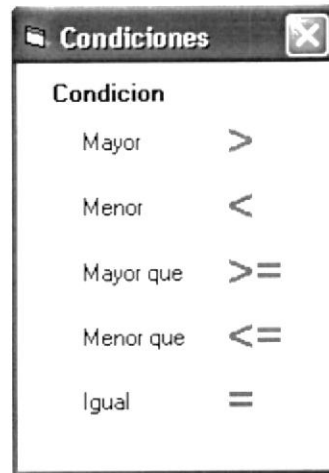 Condiciones
Condicion
Mayor >
Menor <
Mayor que >=
Menor que <=
Igual =